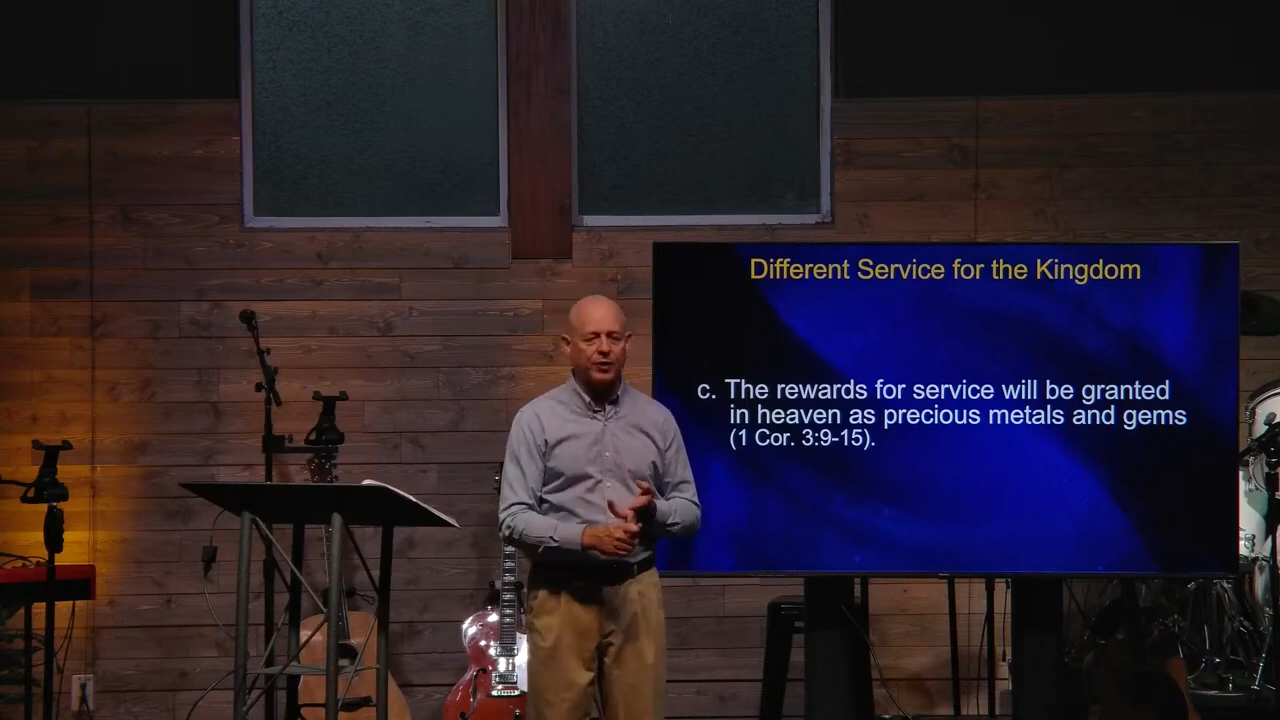 Different Service for the Kingdom
c. The rewards for service will be granted
in heaven as precious metals and gems
(1 Cor. 3:9-15).